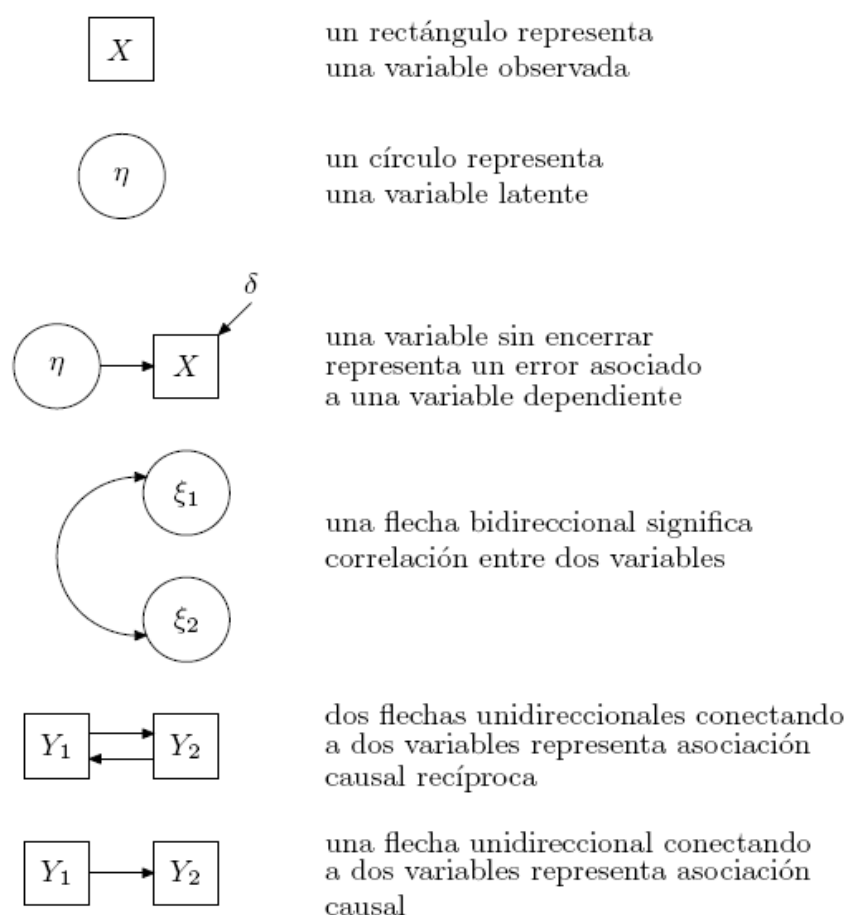 X
un rectángulo representa
una variable observada
η
un círculo representa
una variable latente
δ
η
X
una variable sin encerrar
representa un error asociado
a una variable dependiente
ξ1
ξ2
una flecha bidireccional significa
correlación entre dos variables
Y1
Y2
dos flechas unidireccionales conectando
a dos variables representa asociación
causal recíproca
Y1
Y2
una flecha unidireccional conectando
a dos variables representa asociación
causal